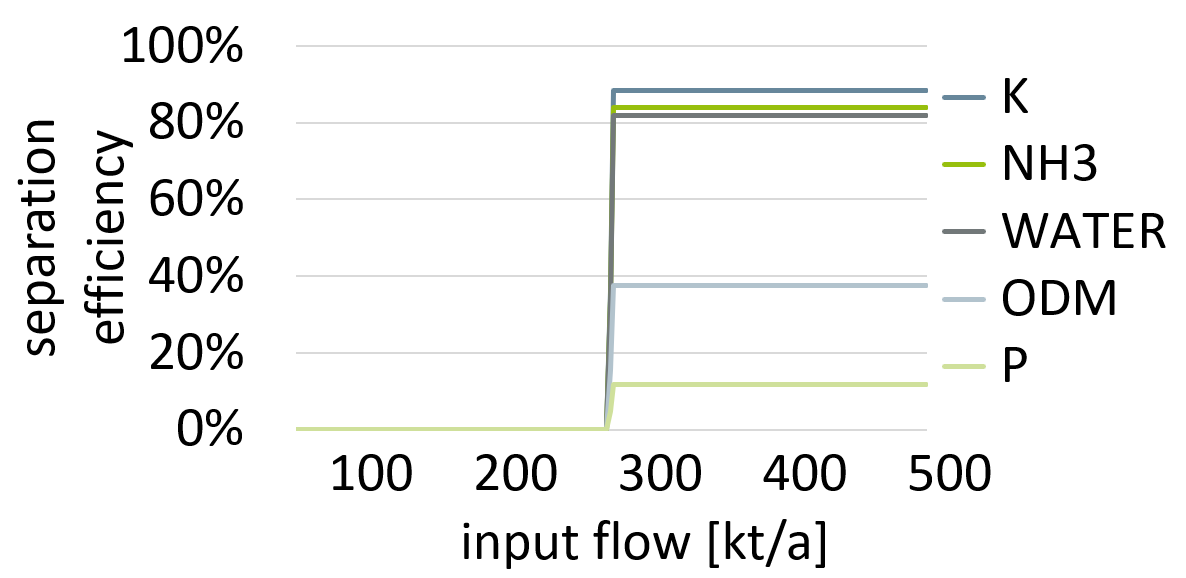 100%
80%
60%
40%
20%
0%
separation
efficiency
100 200 300 400 500
input flow [kt/a]
K
NH3
WATER
ODM
P